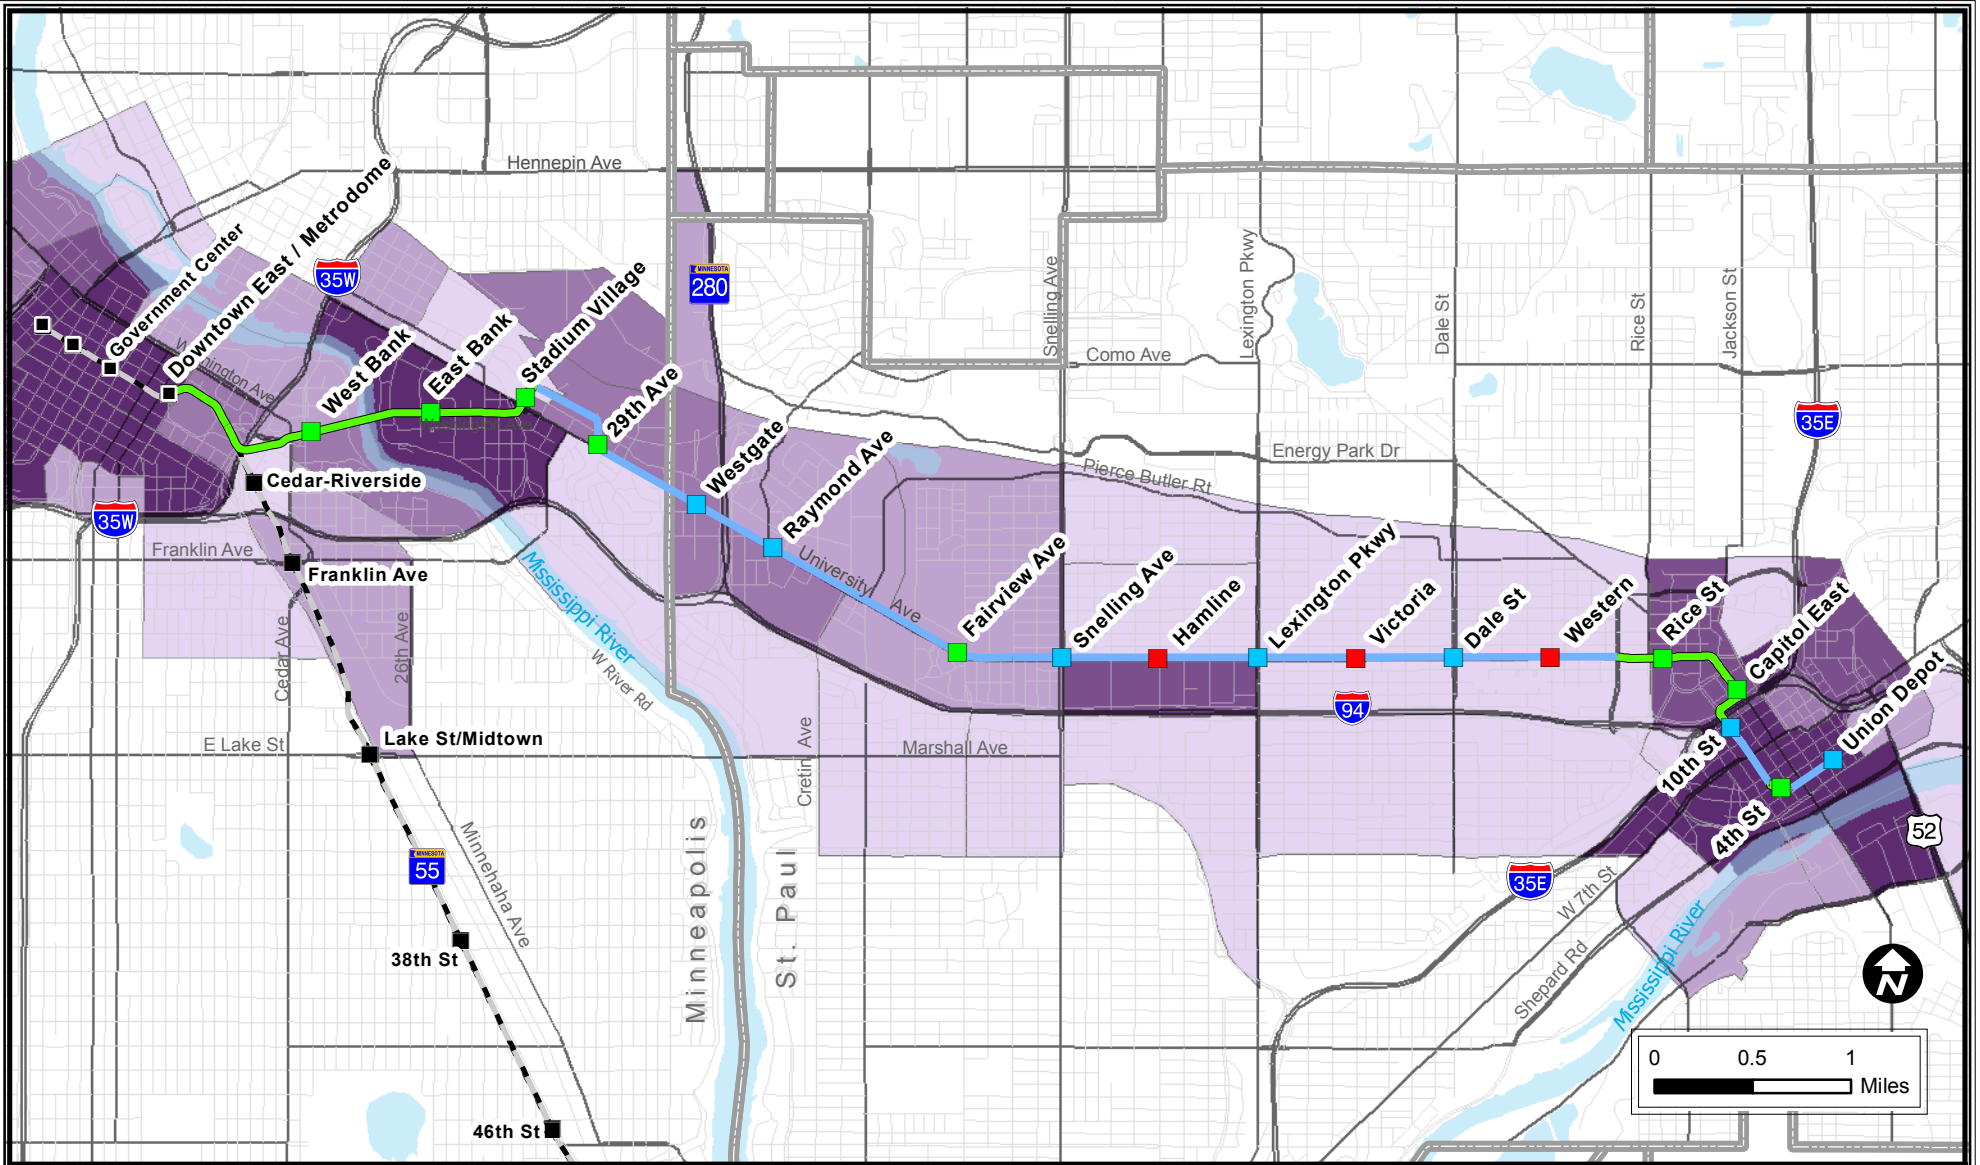 Hennepin Ave
Government Center
Downtown East / Metrodome
35W
MINNESOTA
280
Stadium Village
East Bank
West Bank
Washington Ave
29th Ave
Snelling Ave
Lexington Pkwy
Dale St
Rice St
Jackson St
Como Ave
35E
Energy Park Dr
Pierce Butler Rt
Westgate
Raymond Ave
Cedar-Riverside
35W
Franklin Ave
Franklin Ave
Mississippi River
University Ave
Fairview Ave
Snelling Ave
Hamline
Lexington Pkwy
Victoria
Dale St
Western
Rice St
Capitol East
Union Depot
Cedar Ave
26th Ave
W River Rd
94
10th St
4th St
E Lake St
Lake St/Midtown
Cretin Ave
Marshall Ave
52
MINNESOTA
55
Minnehaha Ave
Minneapolis
St. Paul
35E
W 7th St
Shepard Rd
Mississippi River
38th St
N
46th St
0 0.5 1
Miles